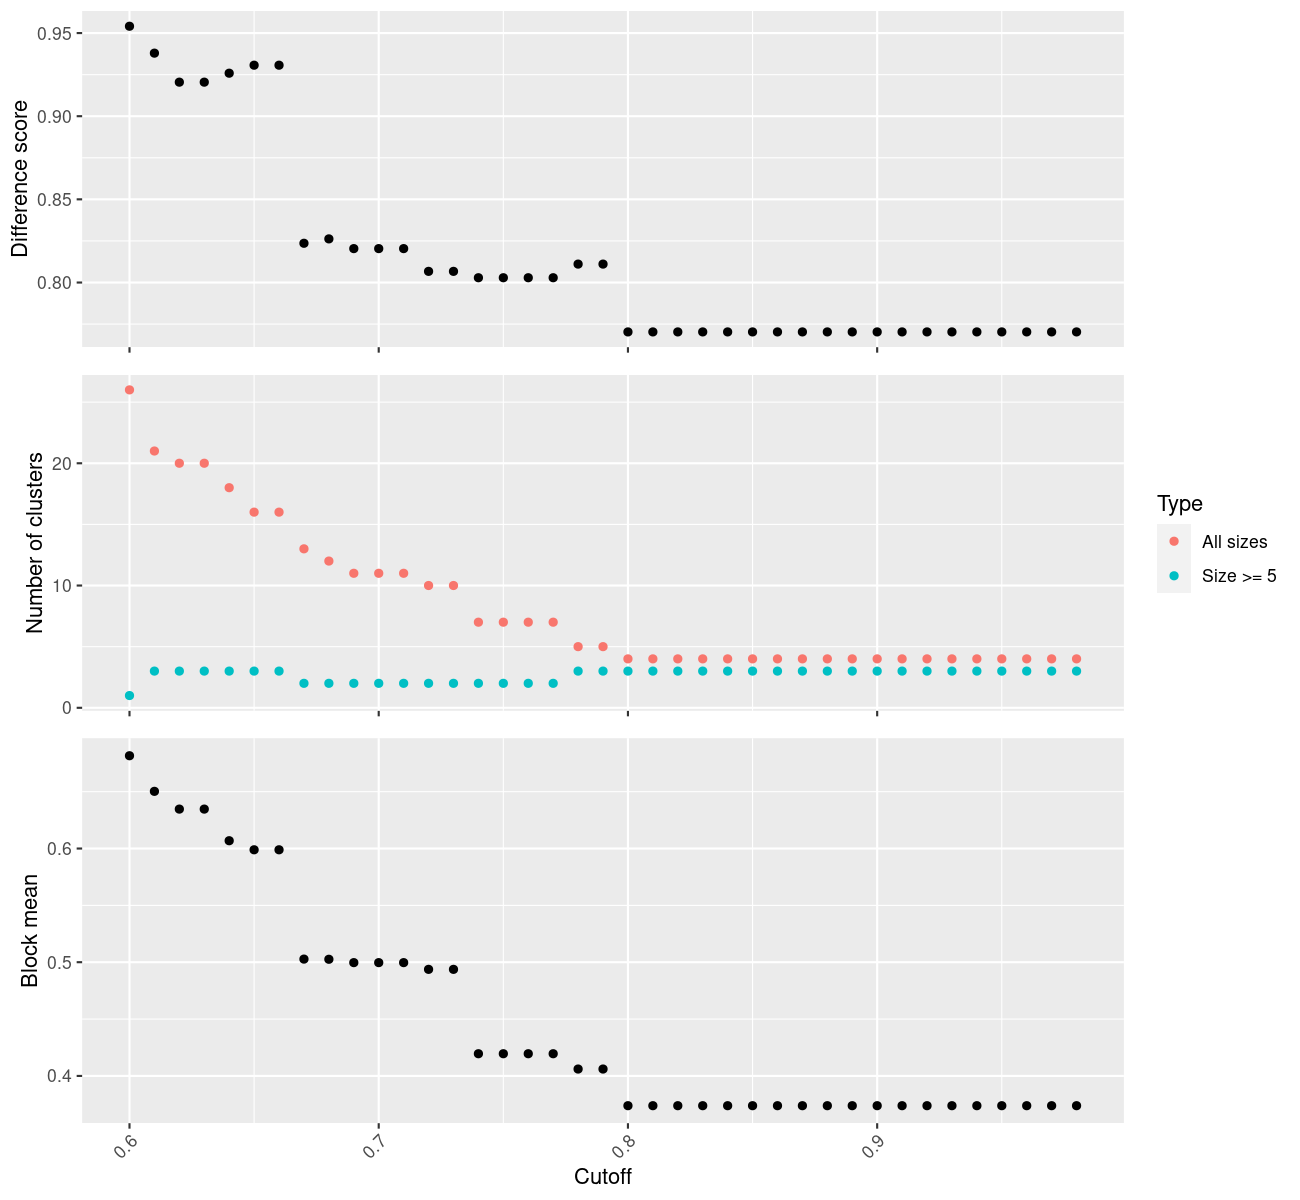 Difference score
0.95
0.90
0.85
0.80
Number of clusters
20
10
0
Type
All sizes
Size >= 5
Block mean
0.6
0.5
0.4
0.6 0.7 0.8 0.9
Cutoff